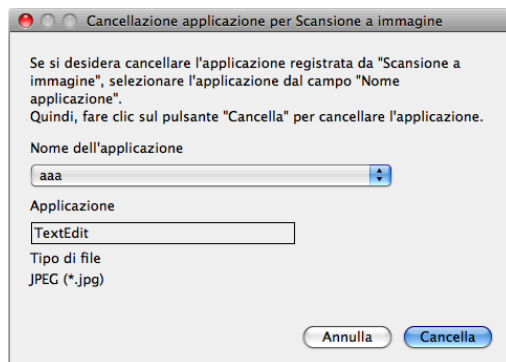 Cancellazione applicazione per Scansione a immagine
Se si desidera cancellare l'applicazione registrata da "Scansione a
immagine", selezionare l'applicazione dal campo "Nome
applicazione".
Quindi, fare clic sul pulsante "Cancella" per cancellare l'applicazione.
Nome dell'applicazione
aaa
Applicazione
TextEdit
Tipo di file
JPEG (*.jpg)
Annulla
Cancella